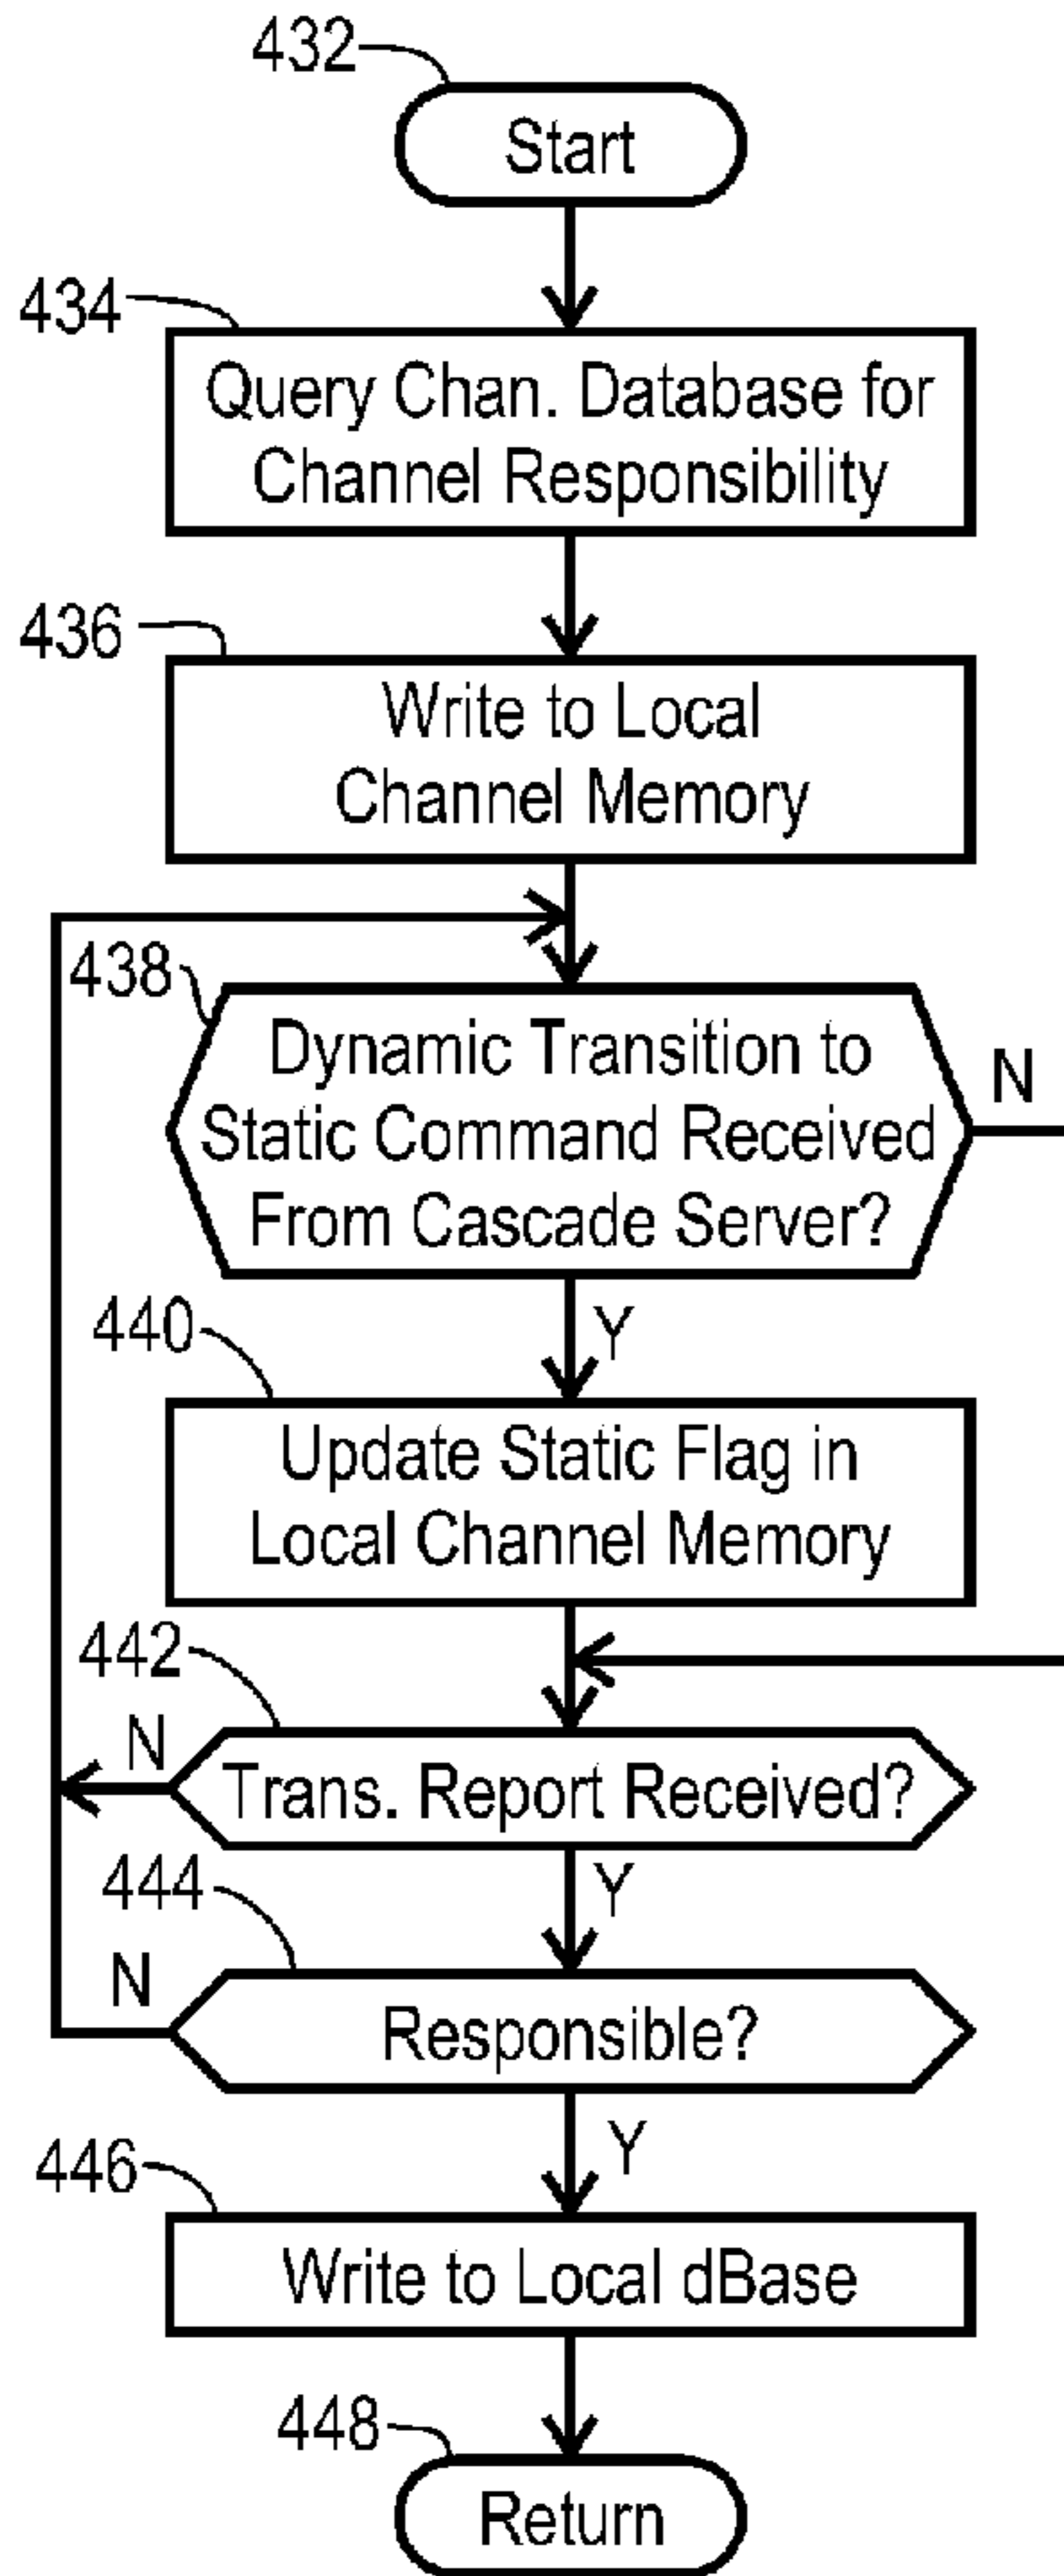 432
Start
434
Query Chan. Database for
Channel Responsibility
436
Write to Local
Channel Memory
438
Dynamic Transition to
Static Command Received
From Cascade Server?
N
Y
440
Update Static Flag in
Local Channel Memory
442
N
Trans. Report Received?
Y
444
N
Responsible?
Y
446
Write to Local dBase
448
Return